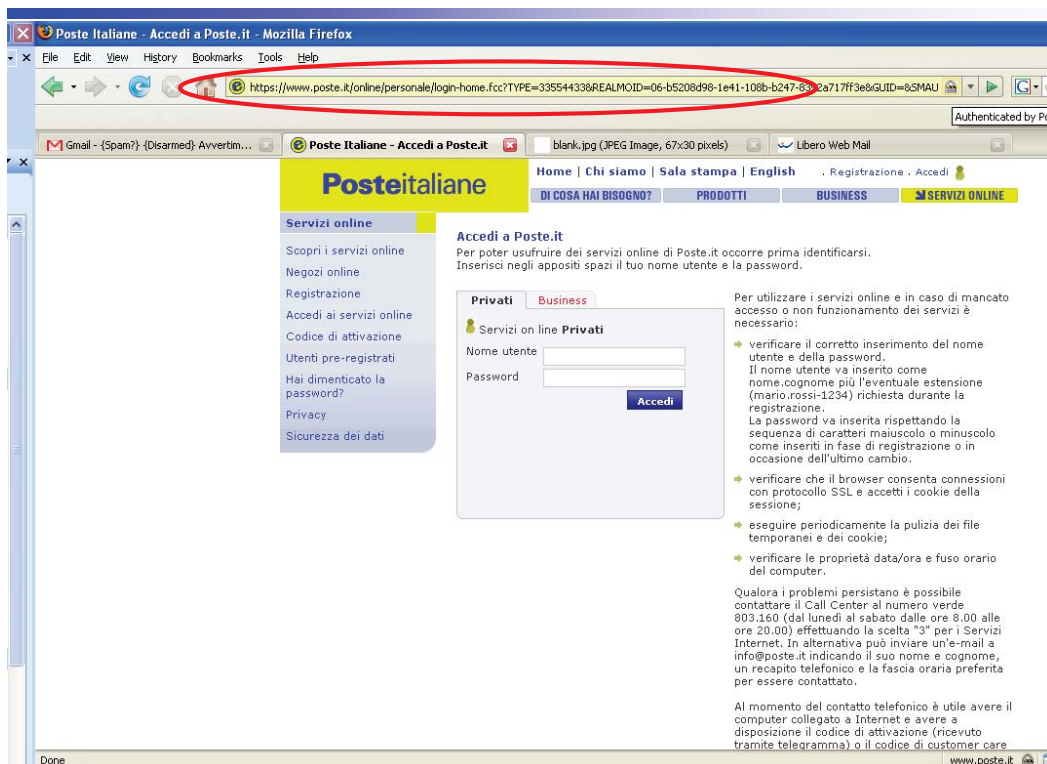 Poste Italiane - Accedi a Poste.it - Mozilla Firefox
File Edit View History Bookmarks Tools Help
https://www.poste.it/online/personale/login-home.fcc?TYPE=33554433&REALMOID=06-b5208d98-1e41-108b-b247-8392a717ff3e&GUID=&SMAU
Authenticated by Po
Gmail - {Spam?} {Disarmed} Avvertim...
Poste Italiane - Accedi a Poste.it
blank.jpg (JPEG Image, 67x30 pixels)
Libero Web Mail
Posteitaliane
Home | Chi siamo | Sala stampa | English . Registrazione . Accedi
DI COSA HAI BISOGNO? PRODOTTI BUSINESS SERVIZI ONLINE
Servizi online
Scopri i servizi online
Negozi online
Registrazione
Accedi ai servizi online
Codice di attivazione
Utenti pre-registrati
Hai dimenticato la
password?
Privacy
Sicurezza dei dati
Accedi a Poste.it
Per poter usufruire dei servizi online di Poste.it occorre prima identificarsi.
Inserisci negli appositi spazi il tuo nome utente e la password.
Privati Business
Servizi on line Privati
Nome utente
Password
Accedi
Per utilizzare i servizi online e in caso di mancato
accesso o non funzionamento dei servizi è
necessario:
verificare il corretto inserimento del nome
utente e della password.
Il nome utente va inserito come
nome.cognome più l'eventuale estensione
(mario.rossi-1234) richiesta durante la
registrazione.
La password va inserita rispettando la
sequenza di caratteri maiuscolo o minuscolo
come inseriti in fase di registrazione o in
occasione dell'ultimo cambio.
verificare che il browser consenta connessioni
con protocollo SSL e accetti i cookie della
sessione;
eseguire periodicamente la pulizia dei file
temporanei e dei cookie;
verificare le proprietà data/ora e fuso orario
del computer.
Qualora i problemi persistano è possibile
contattare il Call Center al numero verde
803.160 (dal lunedì al sabato dalle ore 8.00 alle
ore 20.00) effettuando la scelta "3" per i Servizi
Internet. In alternativa può inviare un'e-mail a
info@poste.it indicando il suo nome e cognome,
un recapito telefonico e la fascia oraria preferita
per essere contattato.
Al momento del contatto telefonico è utile avere il
computer collegato a Internet e avere a
disposizione il codice di attivazione (ricevuto
tramite telegramma) o il codice di customer care
Done
www.poste.it